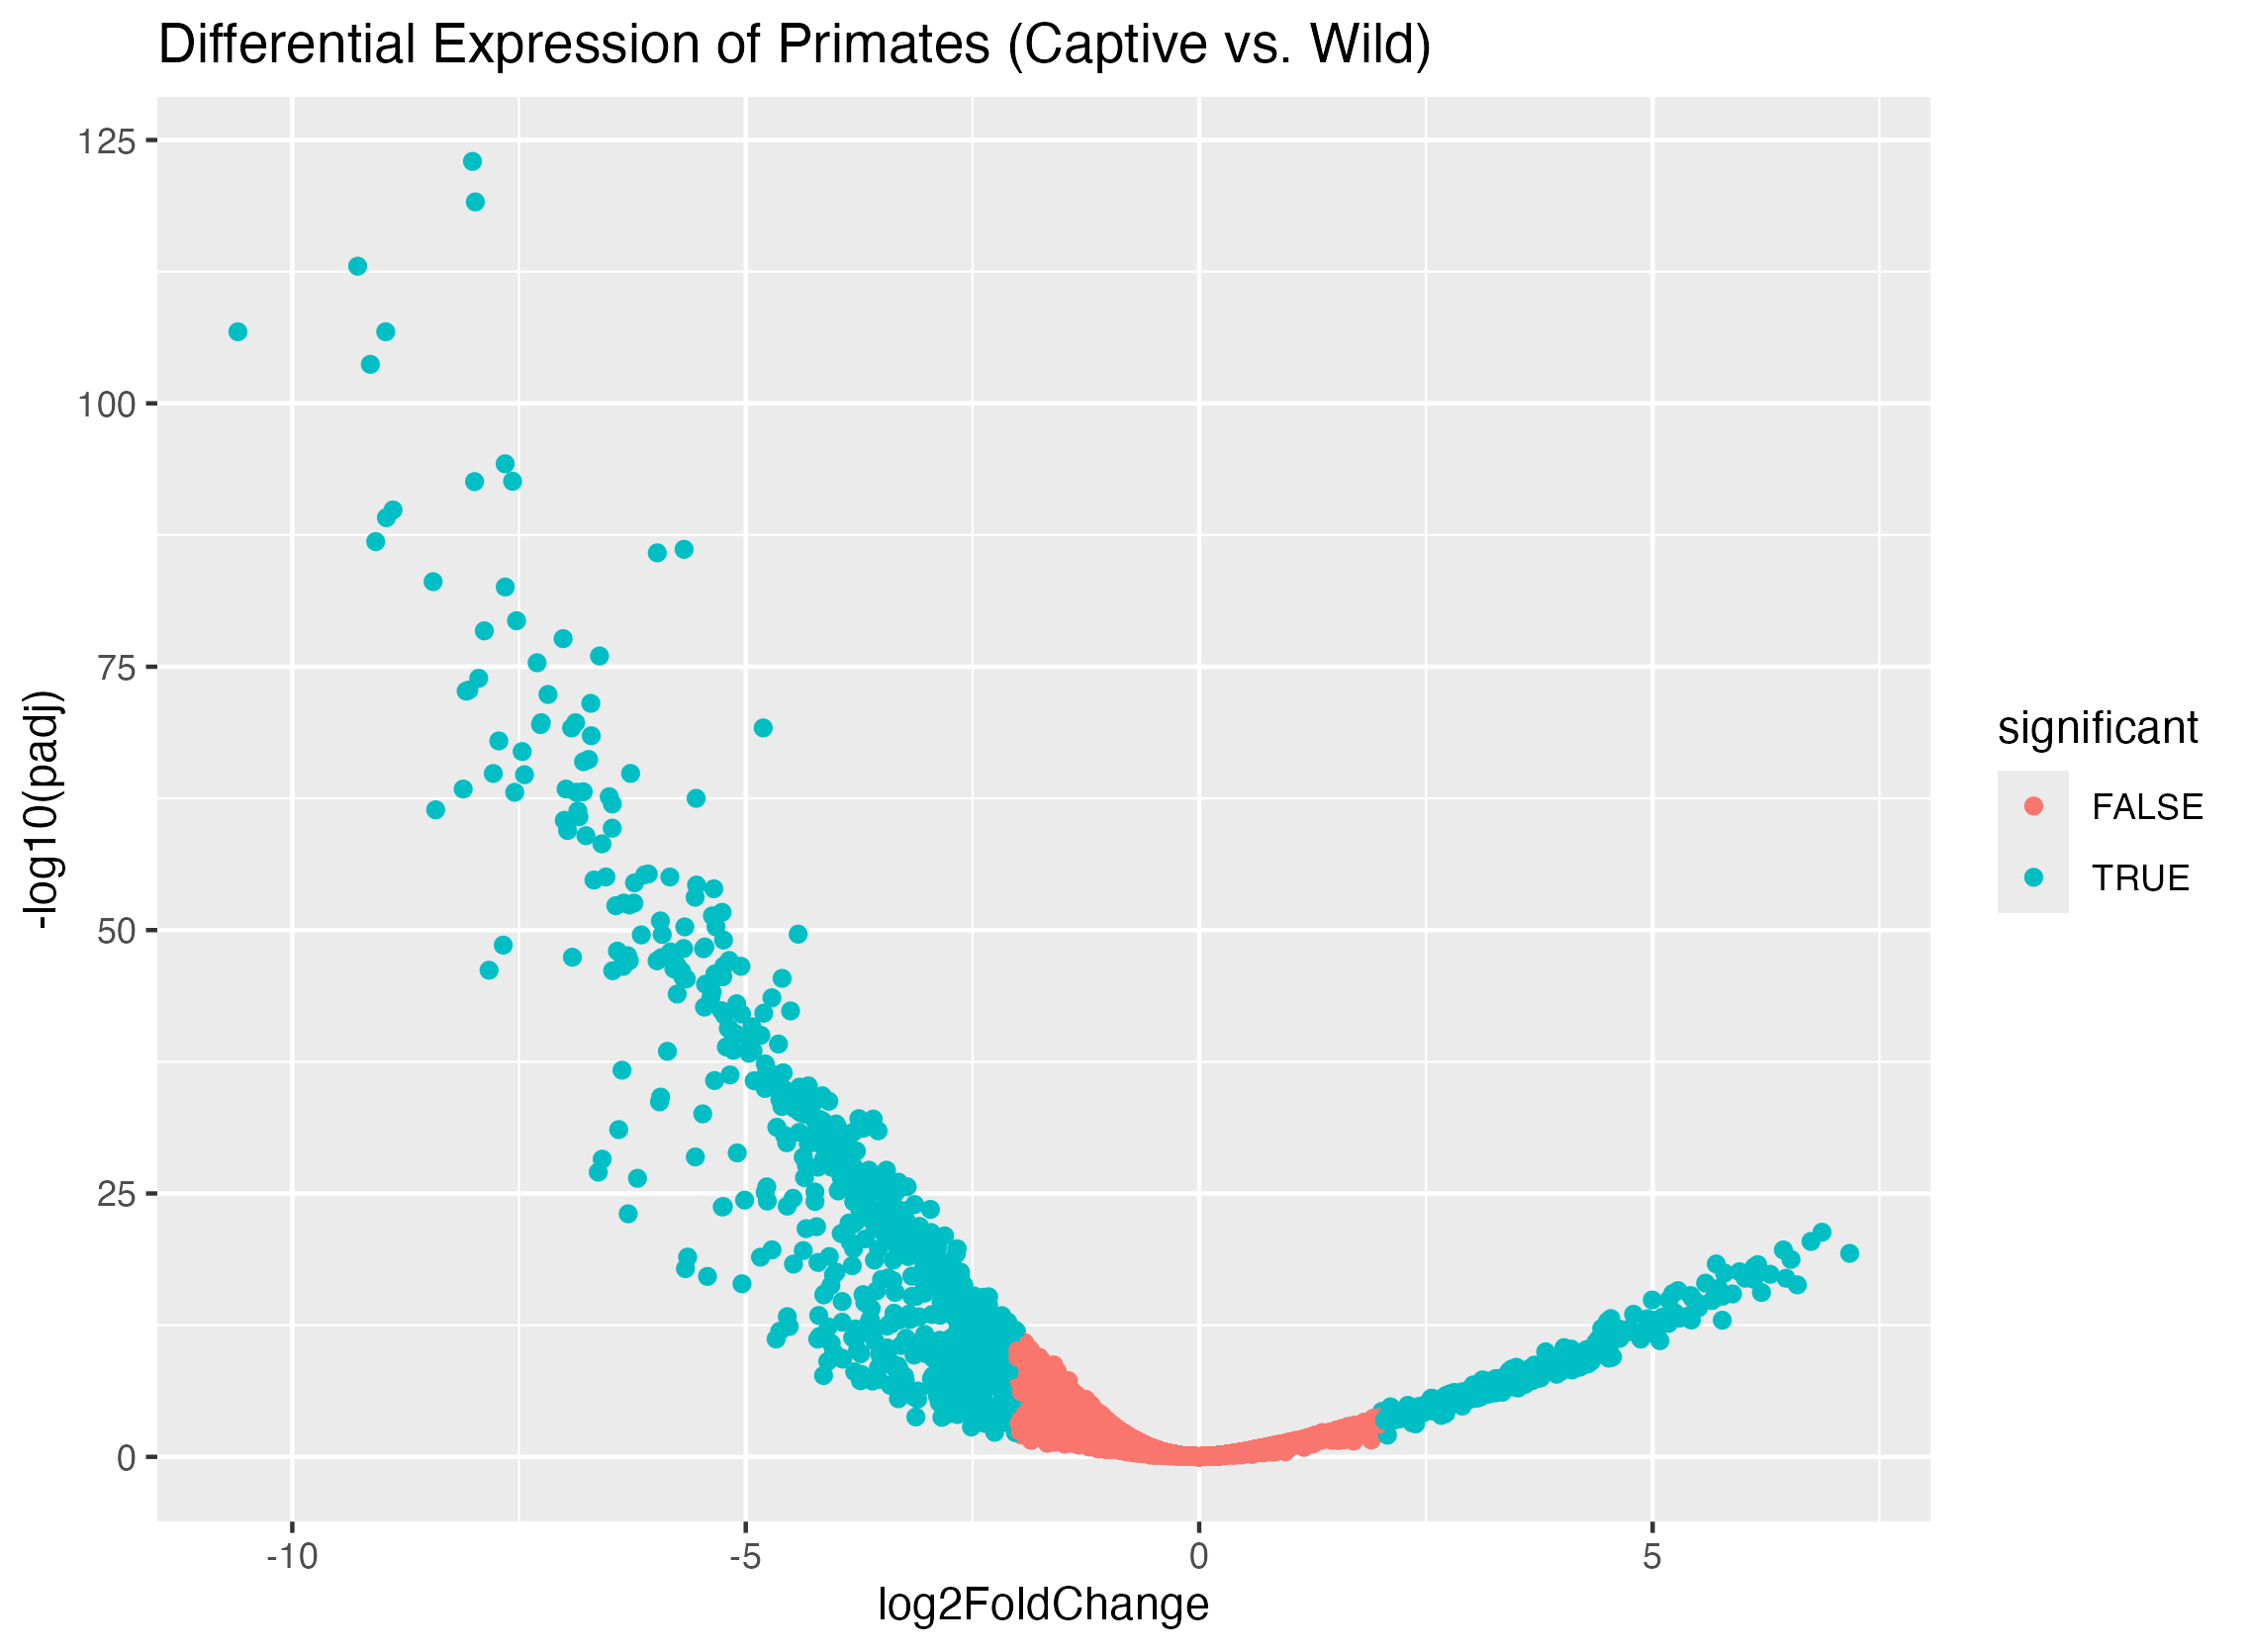 Differential Expression of Primates (Captive vs. Wild)
125
100
75
50
25
0
-log10(padj)
-10
-5
0
5
log2FoldChange
significant
FALSE
TRUE